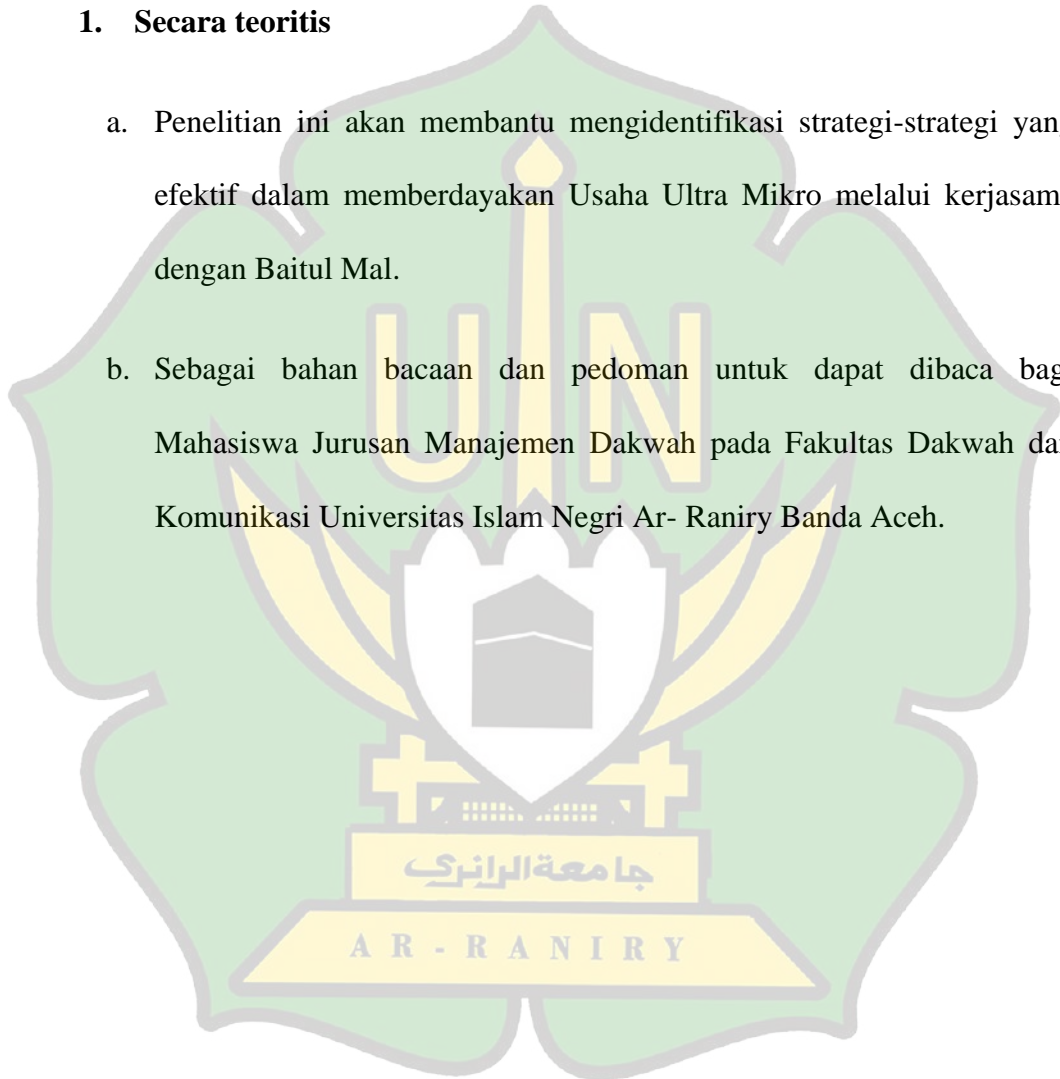 1. Secara teoritis
a. Penelitian ini akan membantu mengidentifikasi strategi-strategi yan
efektif dalam memberdayakan Usaha Ultra Mikro melalui kerjasam
dengan Baitul Mal.
b. Sebagai bahan bacaan dan pedoman untuk dapat dibaca bag
Mahasiswa Jurusan Manajemen Dakwah pada Fakultas Dakwah da
Komunikasi Universitas Islam Negri Ar- Raniry Banda Aceh.
UIN
جامعةالرانري
AR-RANIRY